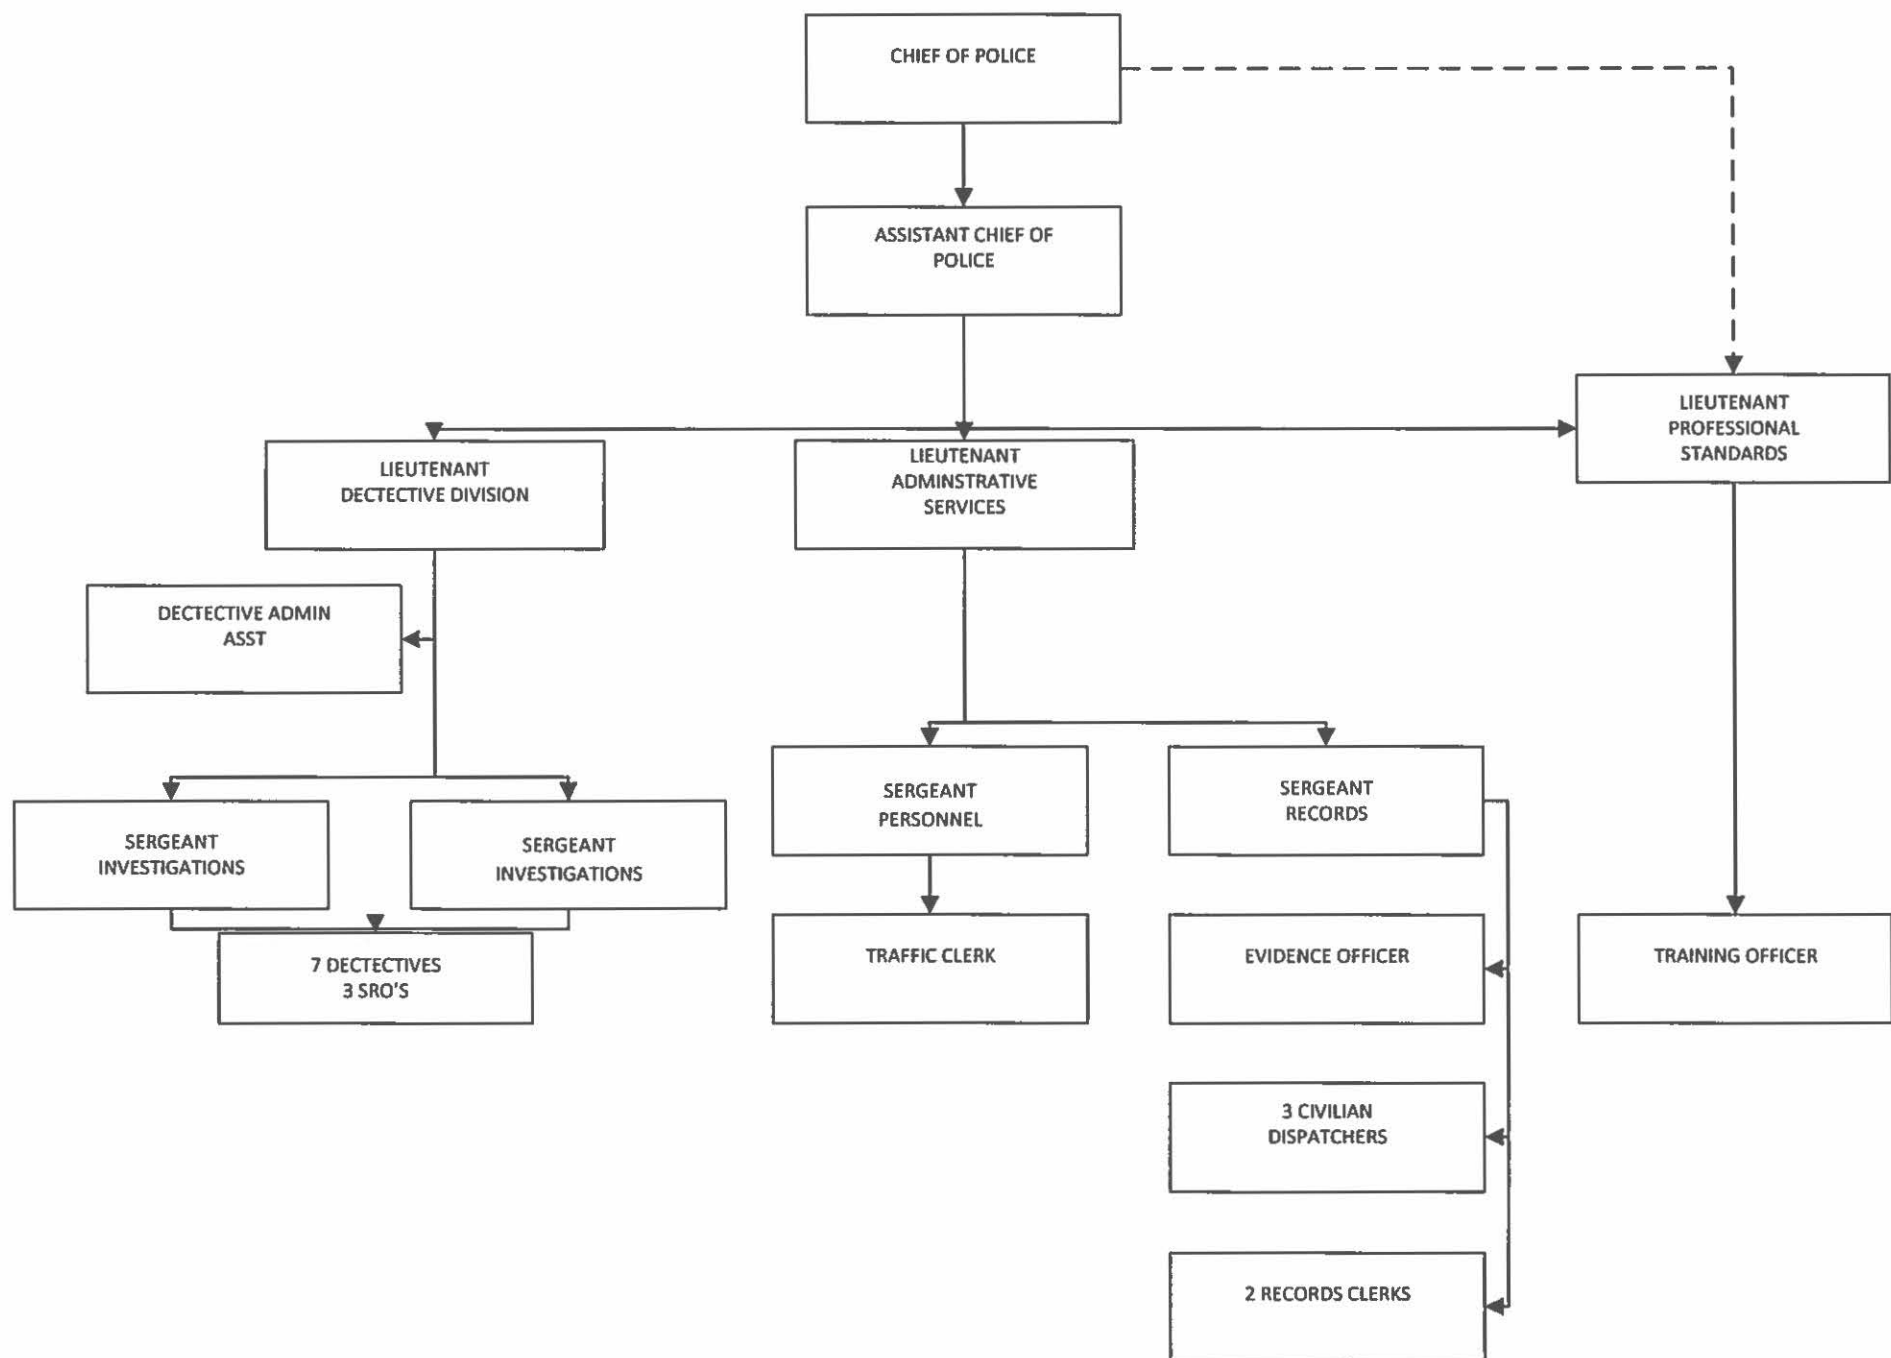 CHIEF OF POLICE
ASSISTANT CHIEF OF
POLICE
LIEUTENANT
PROFESSIONAL
STANDARDS
LIEUTENANT
DECTECTIVE DIVISION
LIEUTENANT
ADMINSTRATIVE
SERVICES
DECTECTIVE ADMIN
ASST
SERGEANT
INVESTIGATIONS
SERGEANT
INVESTIGATIONS
SERGEANT
PERSONNEL
SERGEANT
RECORDS
7 DECTECTIVES
3 SRO'S
TRAFFIC CLERK
EVIDENCE OFFICER
TRAINING OFFICER
3 CIVILIAN
DISPATCHERS
2 RECORDS CLERKS